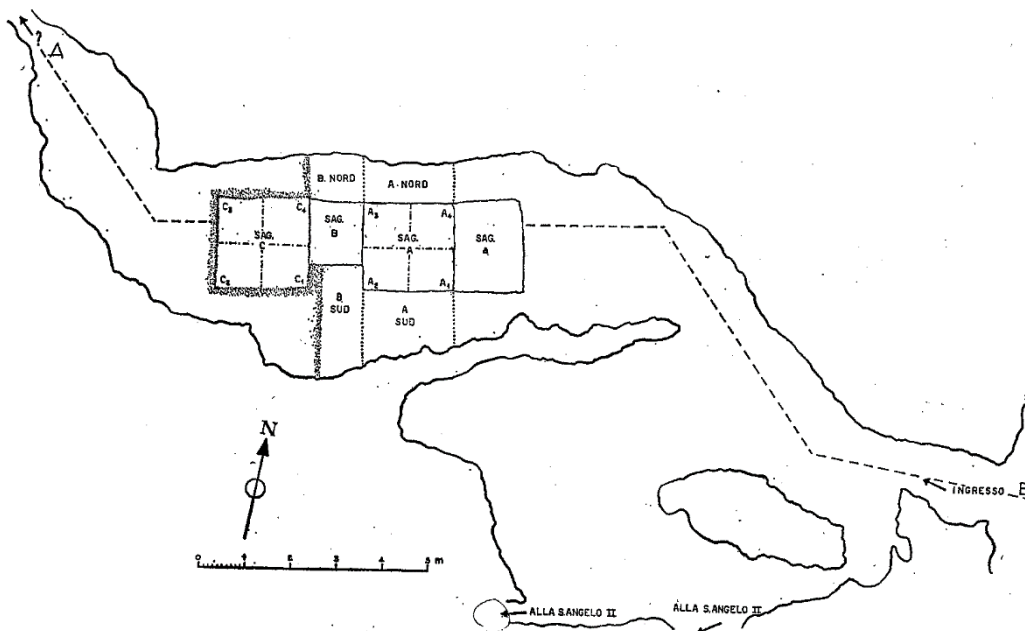 ?
A
B. NORD
A. NORD
C₃
C₄
SAG.
C
C₂
C₁
SAG.
B
A₃
A₄
SAG.
A
A₂
A₁
SAG.
A
B
SUD
A
SUD
N
0 1 2 3 4 5 m
INGRESSO
B
ALLA S.ANGELO II
ALLA S.ANGELO II